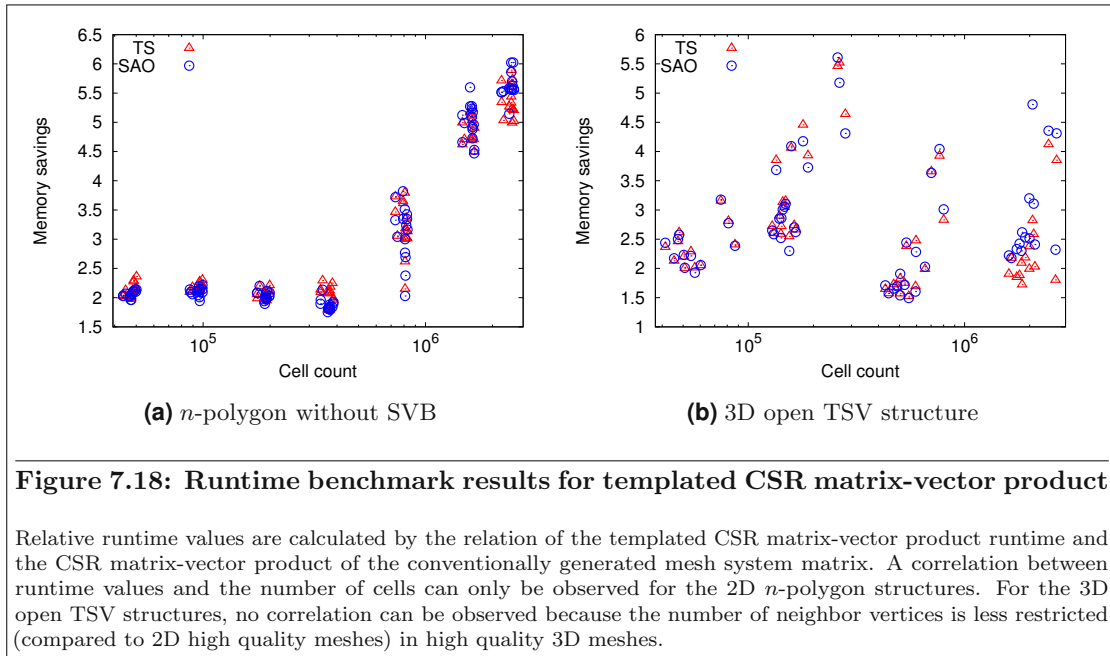 6.5
6
5.5
5
4.5
4
3.5
3
2.5
2
1.5
TS
SAO
Memory savings
10^5
10^6
Cell count
(a) n-polygon without SVB
6
5.5
5
4.5
4
3.5
3
2.5
2
1.5
1
TS
SAO
Memory savings
10^5
10^6
Cell count
(b) 3D open TSV structure
Figure 7.18: Runtime benchmark results for templated CSR matrix-vector product
Relative runtime values are calculated by the relation of the templated CSR matrix-vector product runtime and
the CSR matrix-vector product of the conventionally generated mesh system matrix. A correlation between
runtime values and the number of cells can only be observed for the 2D n-polygon structures. For the 3D
open TSV structures, no correlation can be observed because the number of neighbor vertices is less restricted
(compared to 2D high quality meshes) in high quality 3D meshes.